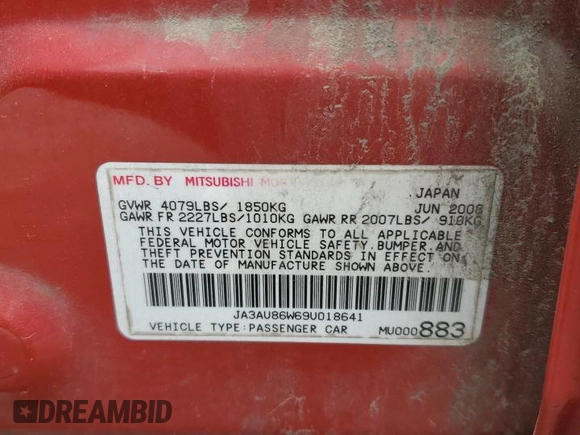 MFD. BY MITSUBISHI
JAPAN
GVWR 4079LBS/ 1850KG JUN 2008
GAWR FR 2227LBS/1010KG GAWR RR 2007LBS/ 910KG
THIS VEHICLE CONFORMS TO ALL APPLICABLE
FEDERAL MOTOR VEHICLE SAFETY.BUMPER.AND
THEFT PREVENTION STANDARDS IN EFFECT ON
THE DATE OF MANUFACTURE SHOWN ABOVE.
JA3AU86W69U018641
VEHICLE TYPE:PASSENGER CAR MU000883
DREAMBID